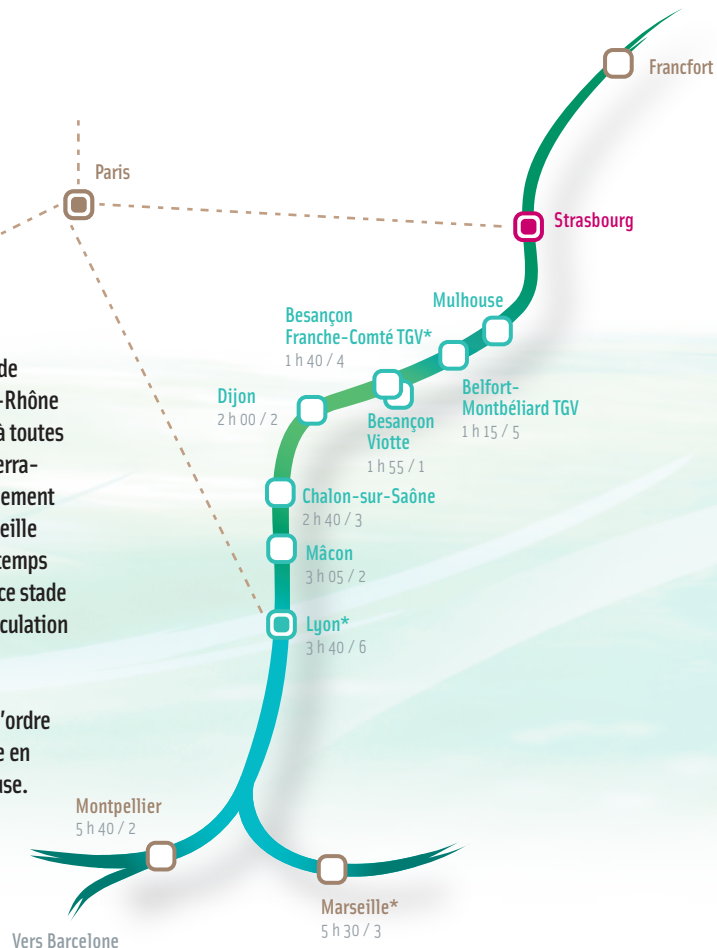 Francfort
Paris
Strasbourg
Mulhouse
Besançon
Franche-Comté TGV*
1 h 40 / 4
Belfort-
Montbéliard TGV
1 h 15 / 5
Dijon
2 h 00 / 2
Besançon
Viotte
1 h 55 / 1
Chalon-sur-Saône
2 h 40 / 3
Mâcon
3 h 05 / 2
Lyon*
3 h 40 / 6
de
-Rhône
à toutes
erra-
ement
eille
temps
ce stade
culation
'ordre
e en
use.
Montpellier
5 h 40 / 2
Marseille*
5 h 30 / 3
Vers Barcelone